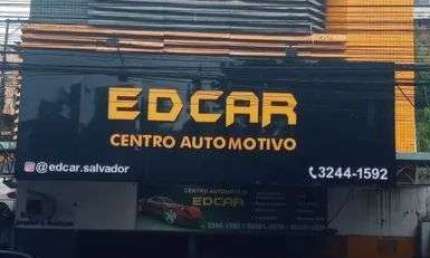 EDCAR
CENTRO AUTOMOTIVO
@edcar.salvador
3244-1592
CENTRO AUTOMOTIVO
EDCAR